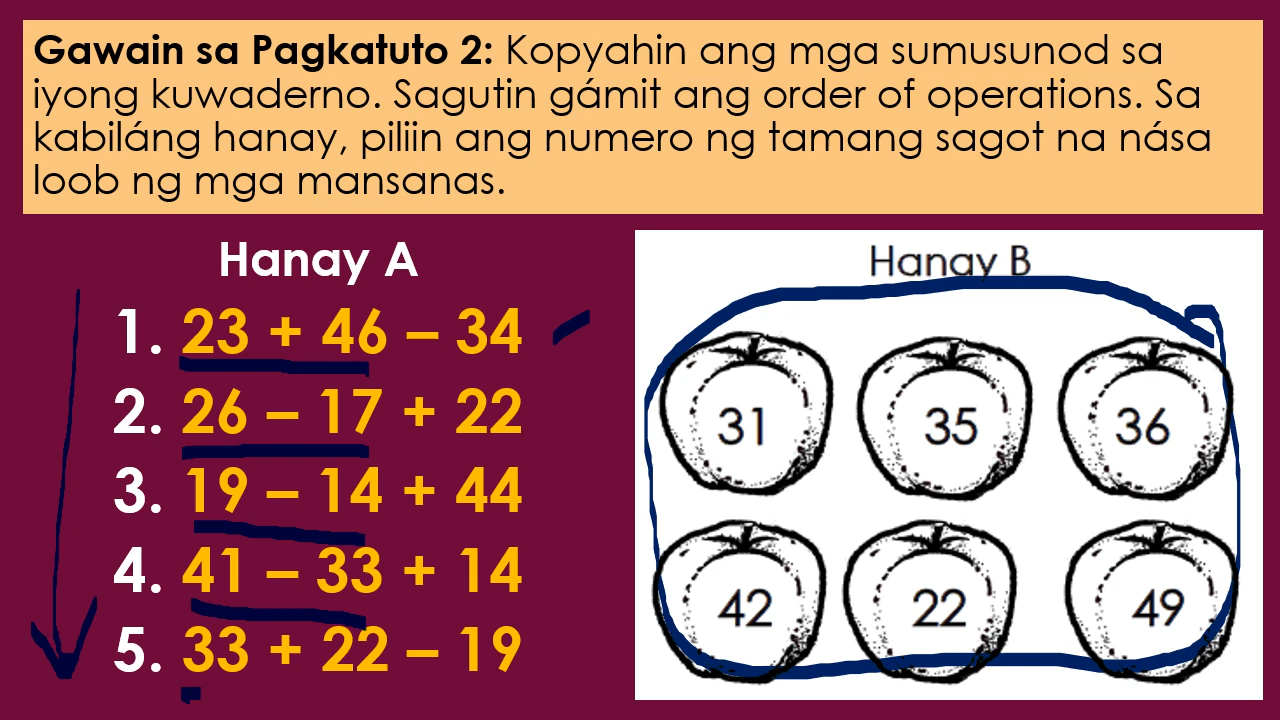 Gawain sa Pagkatuto 2: Kopyahin ang mga sumusunod sa
iyong kuwaderno. Sagutin gámit ang order of operations. Sa
kabiláng hanay, piliin ang numero ng tamang sagot na nása
loob ng mga mansanas.
Hanay A
1. 23 + 46 – 34
2. 26 – 17 + 22
3. 19 – 14 + 44
4. 41 – 33 + 14
5. 33 + 22 – 19
Hanay B
31 35 36
42 22 49